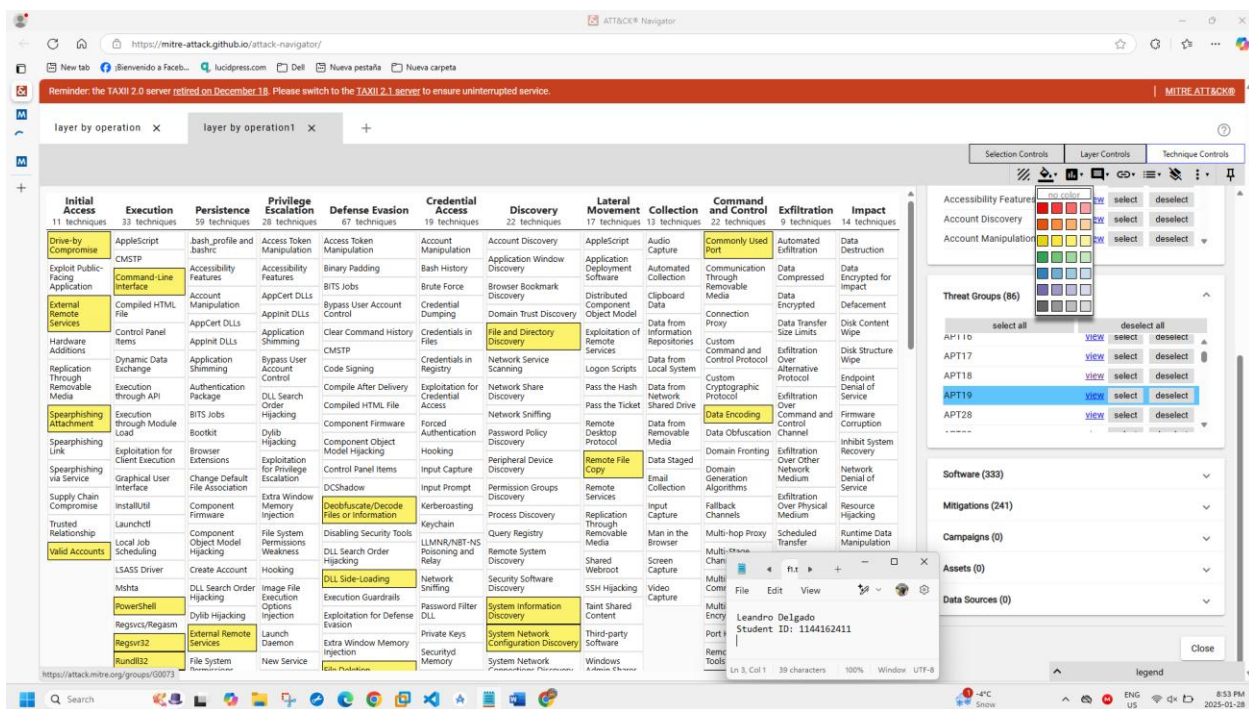 ATT&CK® Navigator
https://mitre-attack.github.io/attack-navigator/
New tab
¡Bienvenido a Faceb...
lucidpress.com
Dell
Nueva pestaña
Nueva carpeta
Reminder: the TAXII 2.0 server retired on December 18. Please switch to the TAXII 2.1 server to ensure uninterrupted service.
MITRE ATT&CK®
layer by operation
layer by operation1
Selection Controls
Layer Controls
Technique Controls
no color
Initial
Access
11 techniques
Drive-by
Compromise
Exploit Public-
Facing
Application
External
Remote
Services
Hardware
Additions
Replication
Through
Removable
Media
Spearphishing
Attachment
Spearphishing
Link
Spearphishing
via Service
Supply Chain
Compromise
Trusted
Relationship
Valid Accounts
Execution
33 techniques
AppleScript
CMSTP
Command-Line
Interface
Compiled HTML
File
Control Panel
Items
Dynamic Data
Exchange
Execution
through API
Execution
through Module
Load
Exploitation for
Client Execution
Graphical User
Interface
InstallUtil
Launchctl
Local Job
Scheduling
LSASS Driver
Mshta
PowerShell
Regsvcs/Regasm
Regsvr32
Rundll32
Persistence
59 techniques
.bash_profile and
.bashrc
Accessibility
Features
Account
Manipulation
AppCert DLLs
AppInit DLLs
Application
Shimming
Authentication
Package
BITS Jobs
Bootkit
Browser
Extensions
Change Default
File Association
Component
Firmware
Component
Object Model
Hijacking
Create Account
DLL Search Order
Hijacking
Dylib Hijacking
External Remote
Services
File System
Permissions
Privilege
Escalation
28 techniques
Access Token
Manipulation
Accessibility
Features
AppCert DLLs
AppInit DLLs
Application
Shimming
Bypass User
Account
Control
DLL Search
Order
Hijacking
Dylib
Hijacking
Exploitation
for Privilege
Escalation
Extra Window
Memory
Injection
File System
Permissions
Weakness
Hooking
Image File
Execution
Options
Injection
Launch
Daemon
New Service
Defense Evasion
67 techniques
Access Token
Manipulation
Binary Padding
BITS Jobs
Bypass User Account
Control
Clear Command History
CMSTP
Code Signing
Compile After Delivery
Compiled HTML File
Component Firmware
Component Object
Model Hijacking
Control Panel Items
DCShadow
Deobfuscate/Decode
Files or Information
Disabling Security Tools
DLL Search Order
Hijacking
DLL Side-Loading
Execution Guardrails
Exploitation for Defense
Evasion
Extra Window Memory
Injection
File Deletion
Credential
Access
19 techniques
Account
Manipulation
Bash History
Brute Force
Credential
Dumping
Credentials in
Files
Credentials in
Registry
Exploitation for
Credential
Access
Forced
Authentication
Hooking
Input Capture
Input Prompt
Kerberoasting
Keychain
LLMNR/NBT-NS
Poisoning and
Relay
Network
Sniffing
Password Filter
DLL
Private Keys
Securityd
Memory
Discovery
22 techniques
Account Discovery
Application Window
Discovery
Browser Bookmark
Discovery
Domain Trust Discovery
File and Directory
Discovery
Network Service
Scanning
Network Share
Discovery
Network Sniffing
Password Policy
Discovery
Peripheral Device
Discovery
Permission Groups
Discovery
Process Discovery
Query Registry
Remote System
Discovery
Security Software
Discovery
System Information
Discovery
System Network
Configuration Discovery
System Network
Connections Discovery
Lateral
Movement
17 techniques
AppleScript
Application
Deployment
Software
Distributed
Component
Object Model
Exploitation of
Remote
Services
Logon Scripts
Pass the Hash
Pass the Ticket
Remote
Desktop
Protocol
Remote File
Copy
Remote
Services
Replication
Through
Removable
Media
Shared
Webroot
SSH Hijacking
Taint Shared
Content
Third-party
Software
Windows
Admin Shares
Collection
13 techniques
Audio
Capture
Automated
Collection
Clipboard
Data
Data from
Information
Repositories
Data from
Local System
Data from
Network
Shared Drive
Data from
Removable
Media
Data Staged
Email
Collection
Input
Capture
Man in the
Browser
Screen
Capture
Video
Capture
Command
and Control
22 techniques
Commonly Used
Port
Communication
Through
Removable
Media
Connection
Proxy
Custom
Command and
Control Protocol
Custom
Cryptographic
Protocol
Data Encoding
Data Obfuscation
Domain Fronting
Domain
Generation
Algorithms
Fallback
Channels
Multi-hop Proxy
Multi-Stage
Exfiltration
9 techniques
Automated
Exfiltration
Data
Compressed
Data
Encrypted
Data Transfer
Size Limits
Exfiltration
Over
Alternative
Protocol
Exfiltration
Over
Command and
Control
Channel
Exfiltration
Over Other
Network
Medium
Exfiltration
Over Physical
Medium
Scheduled
Transfer
Impact
14 techniques
Data
Destruction
Data
Encrypted for
Impact
Defacement
Disk Content
Wipe
Disk Structure
Wipe
Endpoint
Denial of
Service
Firmware
Corruption
Inhibit System
Recovery
Network
Denial of
Service
Resource
Hijacking
Runtime Data
Manipulation
Accessibility Features
select deselect
Account Discovery
select deselect
Account Manipulation
select deselect
Threat Groups (86)
select all deselect all
APT16 view select deselect
APT17 view select deselect
APT18 view select deselect
APT19 view select deselect
APT28 view select deselect
Software (333)
Mitigations (241)
Campaigns (0)
Assets (0)
Data Sources (0)
Close
legend
f1.t
File Edit View
Leandro Delgado
Student ID: 1144162411
Ln 3, Col 1 39 characters 100% Window UTF-8
https://attack.mitre.org/groups/G0073
Search
-4°C
Snow
ENG
US
8:53 PM
2025-01-28